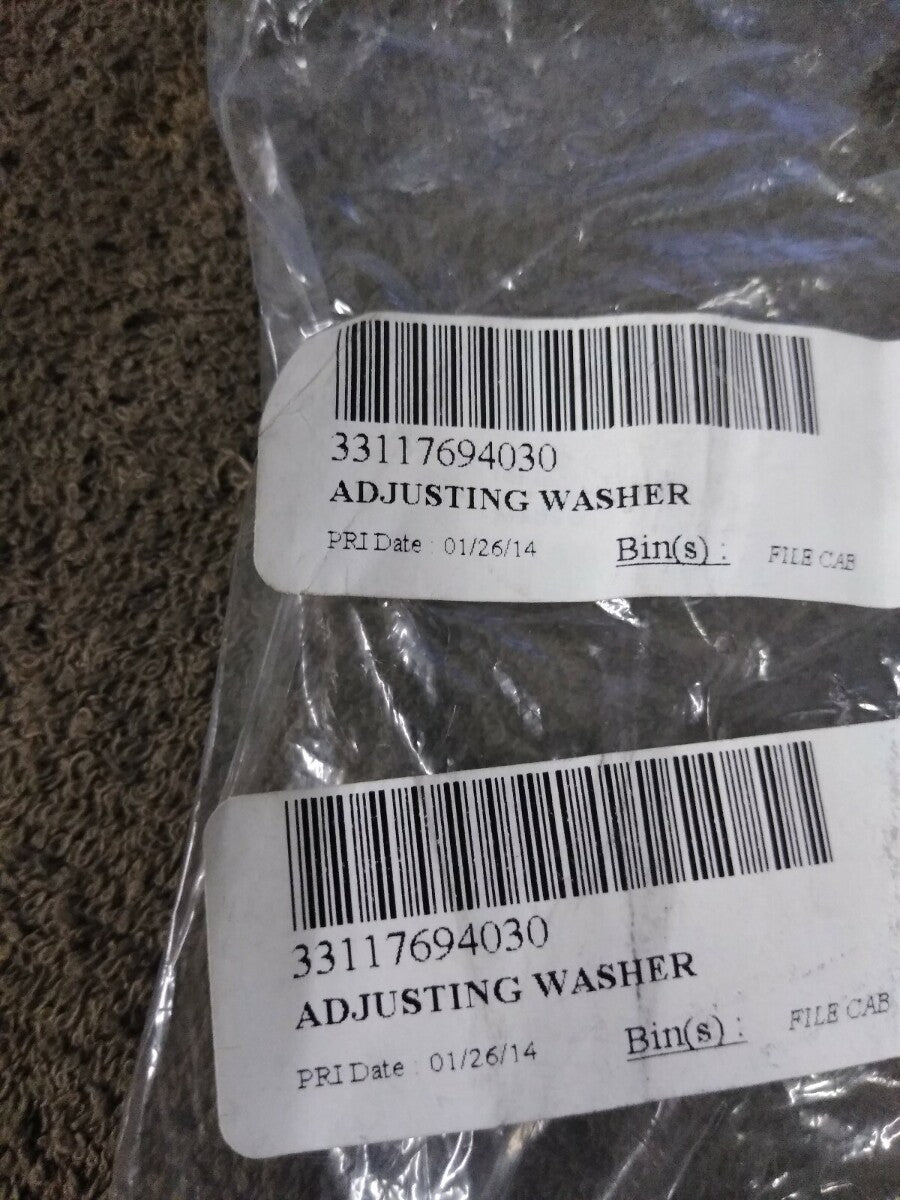 33117694030
ADJUSTING WASHER
PRI Date : 01/26/14 Bin(s) : FILE CAB
33117694030
ADJUSTING WASHER
PRI Date : 01/26/14 Bin(s) : FILE CAB